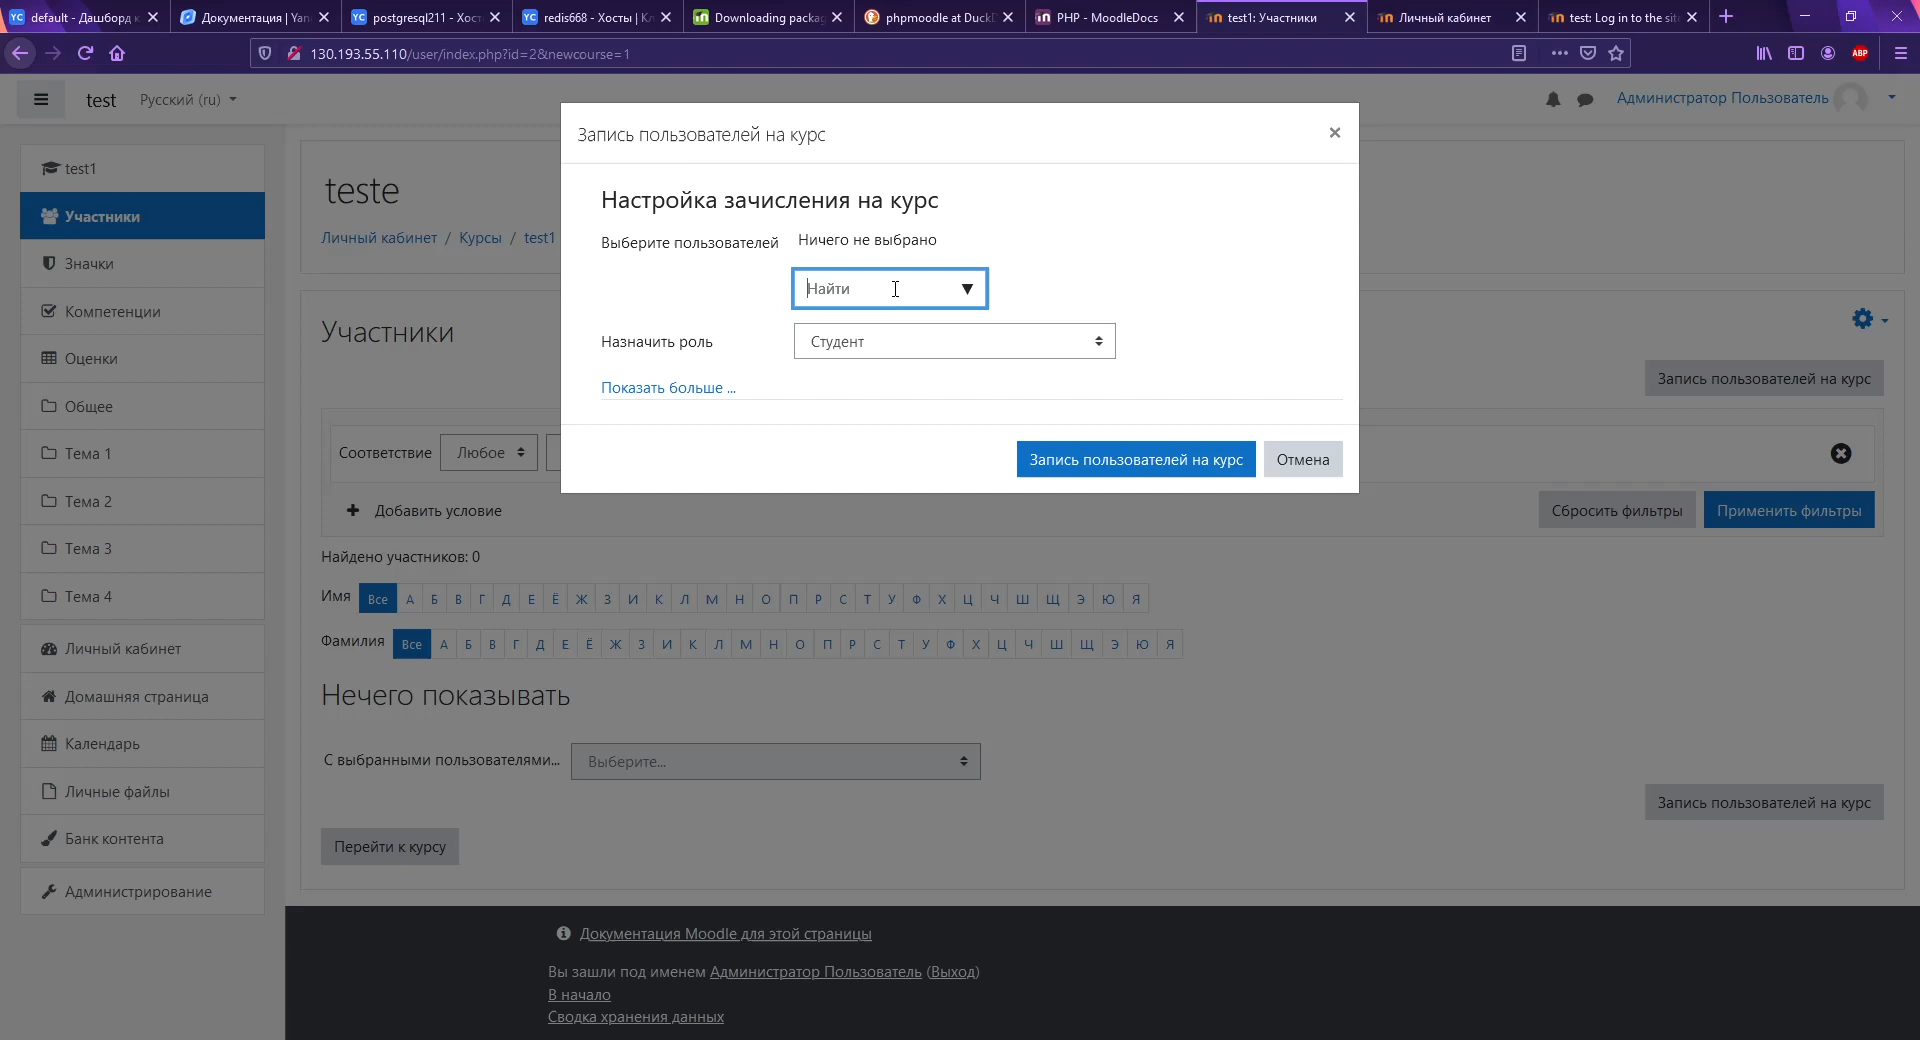 default - Дашборд к
Документация | Yan
postgresql211 - Хост
redis668 - Хосты | Кл
Downloading packag
phpmoodle at DuckD
PHP - MoodleDocs
test1: Участники
Личный кабинет
test: Log in to the site
130.193.55.110/user/index.php?id=2&newcourse=1
ABP
test Русский (ru)
Администратор Пользователь
test1
Участники
Значки
Компетенции
Оценки
Общее
Тема 1
Тема 2
Тема 3
Тема 4
Личный кабинет
Домашняя страница
Календарь
Личные файлы
Банк контента
Администрирование
teste
Личный кабинет / Курсы / test1
Запись пользователей на курс
Настройка зачисления на курс
Выберите пользователей Ничего не выбрано
Найти ▼
Назначить роль Студент
Показать больше ...
Запись пользователей на курс Отмена
Участники
Запись пользователей на курс
Соответствие Любое
Добавить условие
Сбросить фильтры Применить фильтры
Найдено участников: 0
Имя Все А Б В Г Д Е Ё Ж З И К Л М Н О П Р С Т У Ф Х Ц Ч Ш Щ Э Ю Я
Фамилия Все А Б В Г Д Е Ё Ж З И К Л М Н О П Р С Т У Ф Х Ц Ч Ш Щ Э Ю Я
Нечего показывать
С выбранными пользователями... Выберите...
Запись пользователей на курс
Перейти к курсу
Документация Moodle для этой страницы
Вы зашли под именем Администратор Пользователь (Выход)
В начало
Сводка хранения данных